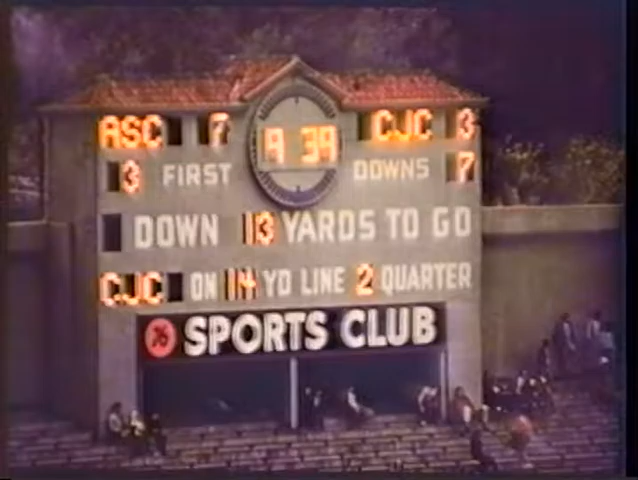 ASC 7 9 39 CJC 3
3 FIRST DOWNS 7
DOWN 13 YARDS TO GO
CJC ON 14 YD LINE 2 QUARTER
76 SPORTS CLUB